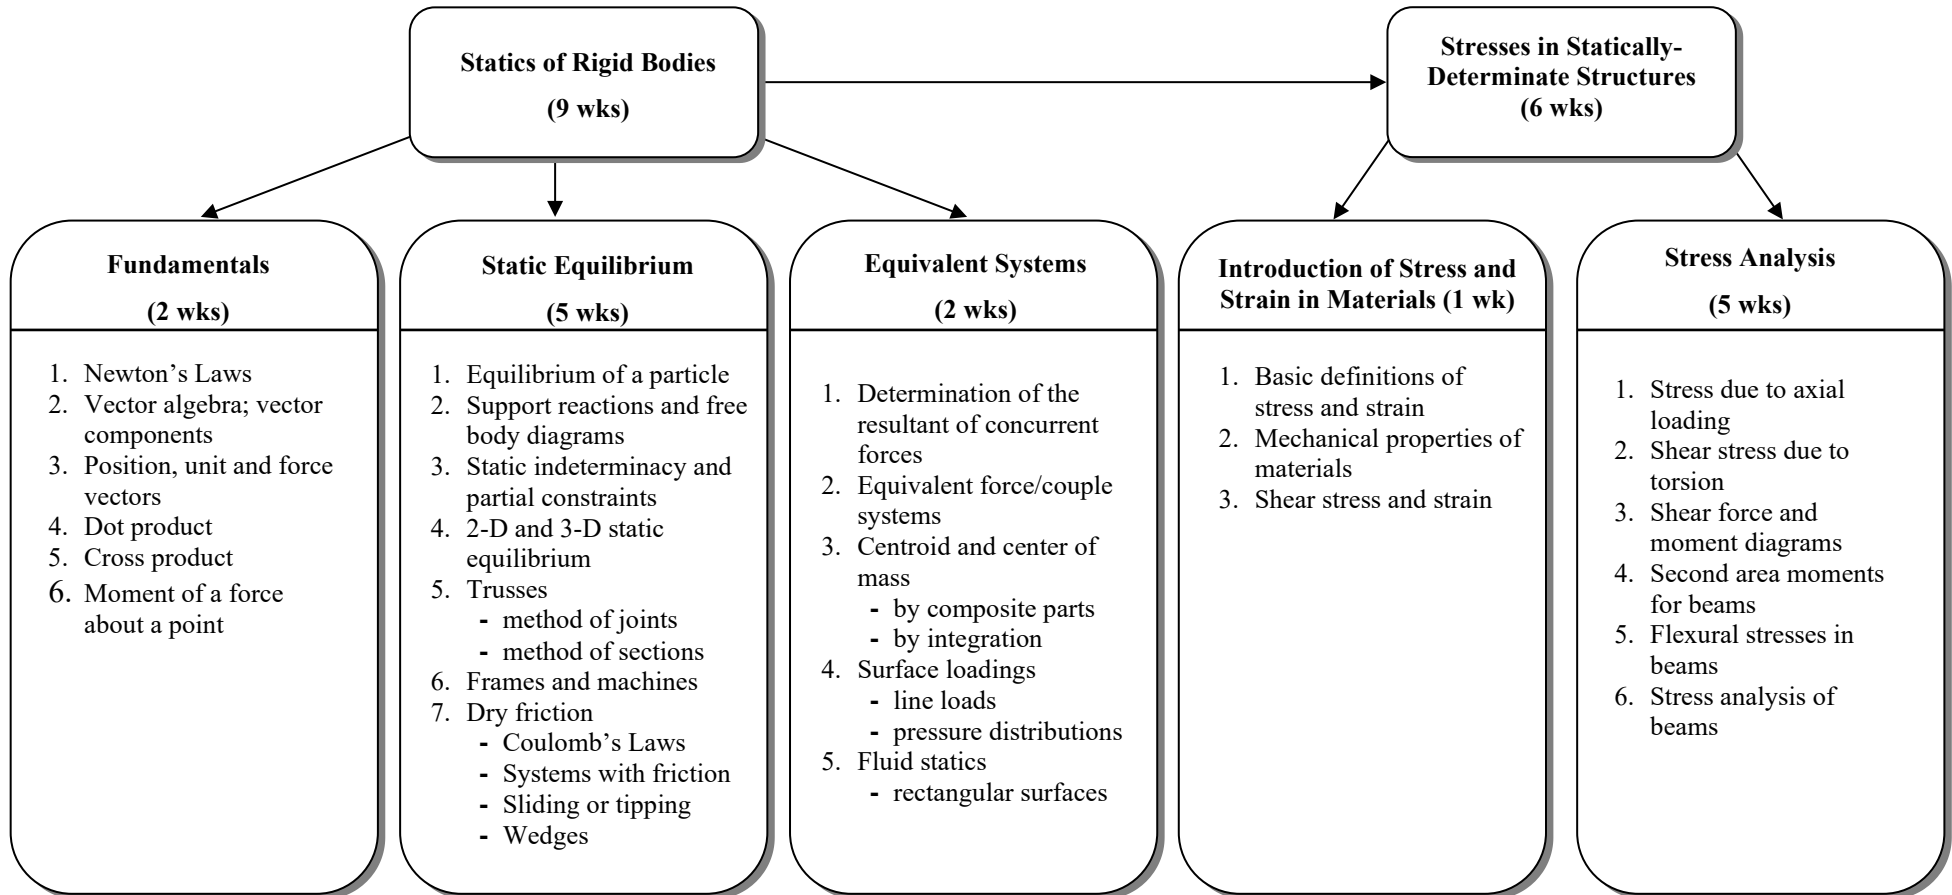 Statics of Rigid Bodies
(9 wks)
Stresses in Statically-
Determinate Structures
(6 wks)
Fundamentals
(2 wks)
1. Newton’s Laws
2. Vector algebra; vector
components
3. Position, unit and force
vectors
4. Dot product
5. Cross product
6. Moment of a force
about a point
Static Equilibrium
(5 wks)
1. Equilibrium of a particle
2. Support reactions and free
body diagrams
3. Static indeterminacy and
partial constraints
4. 2-D and 3-D static
equilibrium
5. Trusses
- method of joints
- method of sections
6. Frames and machines
7. Dry friction
- Coulomb’s Laws
- Systems with friction
- Sliding or tipping
- Wedges
Equivalent Systems
(2 wks)
1. Determination of the
resultant of concurrent
forces
2. Equivalent force/couple
systems
3. Centroid and center of
mass
- by composite parts
- by integration
4. Surface loadings
- line loads
- pressure distributions
5. Fluid statics
- rectangular surfaces
Introduction of Stress and
Strain in Materials (1 wk)
1. Basic definitions of
stress and strain
2. Mechanical properties of
materials
3. Shear stress and strain
Stress Analysis
(5 wks)
1. Stress due to axial
loading
2. Shear stress due to
torsion
3. Shear force and
moment diagrams
4. Second area moments
for beams
5. Flexural stresses in
beams
6. Stress analysis of
beams